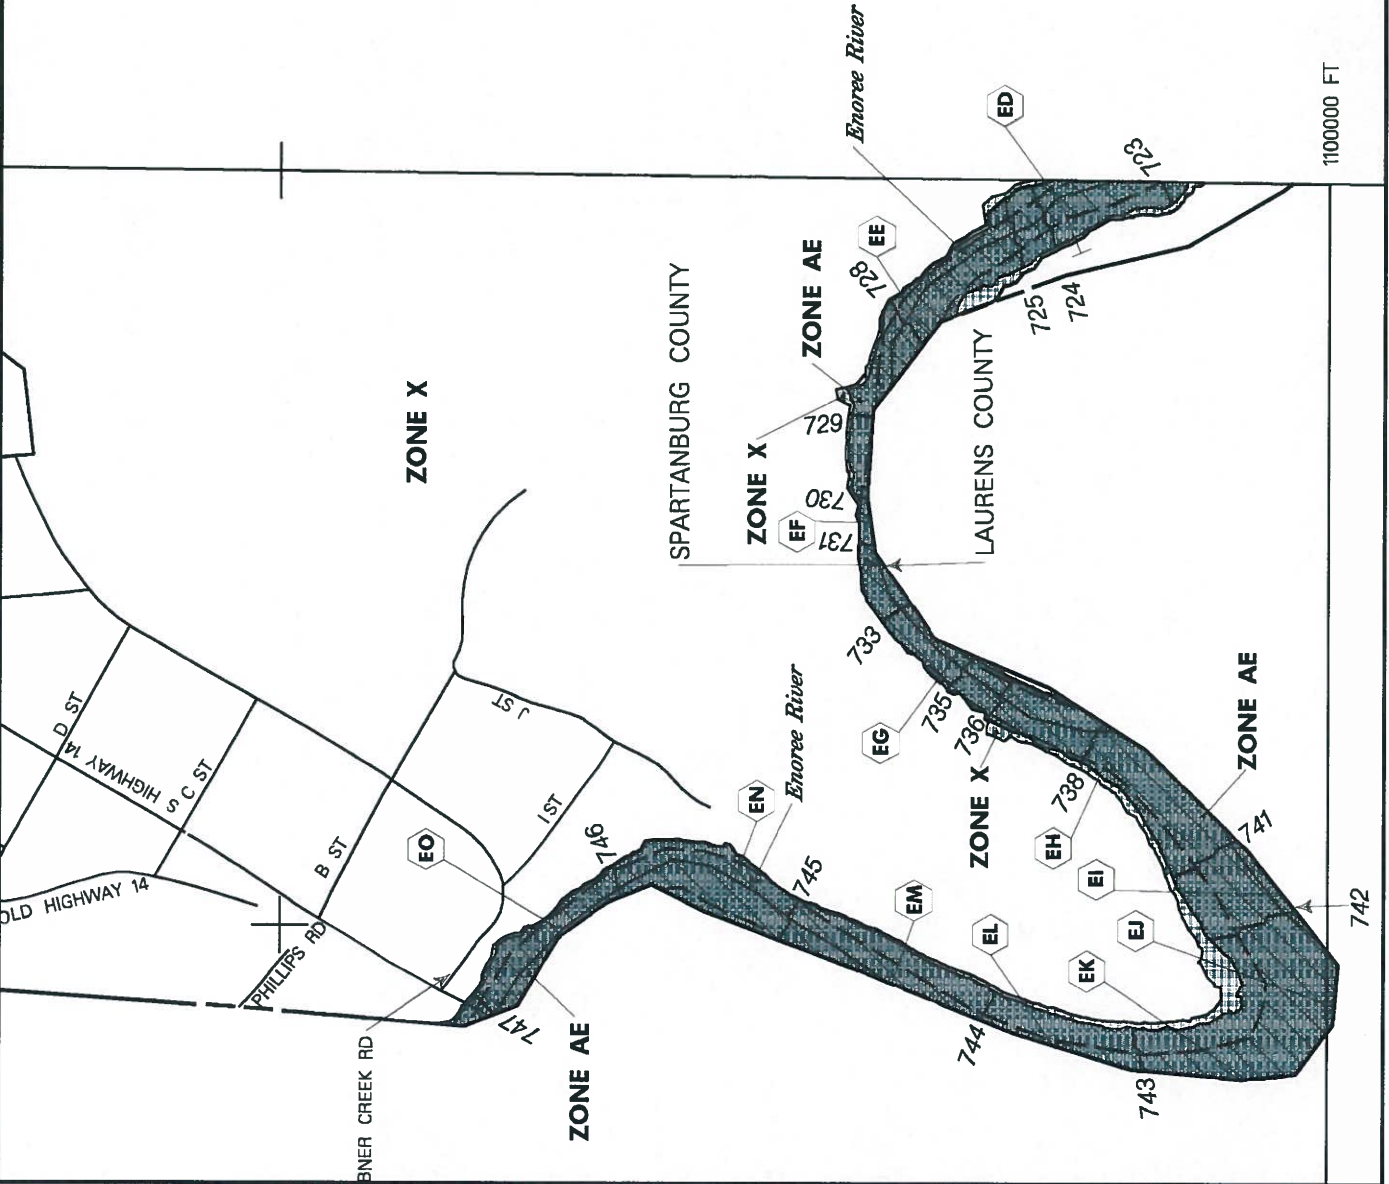 Enoree River
1100000 FT
ED
723
EE
728
ZONE AE
SPARTANBURG COUNTY
725
724
ZONE X
729
ZONE X
730
EF
731
LAURENS COUNTY
733
D ST
S HIGHWAY 14
C ST
J ST
Enoree River
EG
735
736
ZONE X
738
ZONE AE
EN
I ST
746
EO
B ST
745
EH
EI
741
OLD HIGHWAY 14
PHILLIPS RD
EM
EL
EJ
EK
742
747
ZONE AE
744
743
BNER CREEK RD